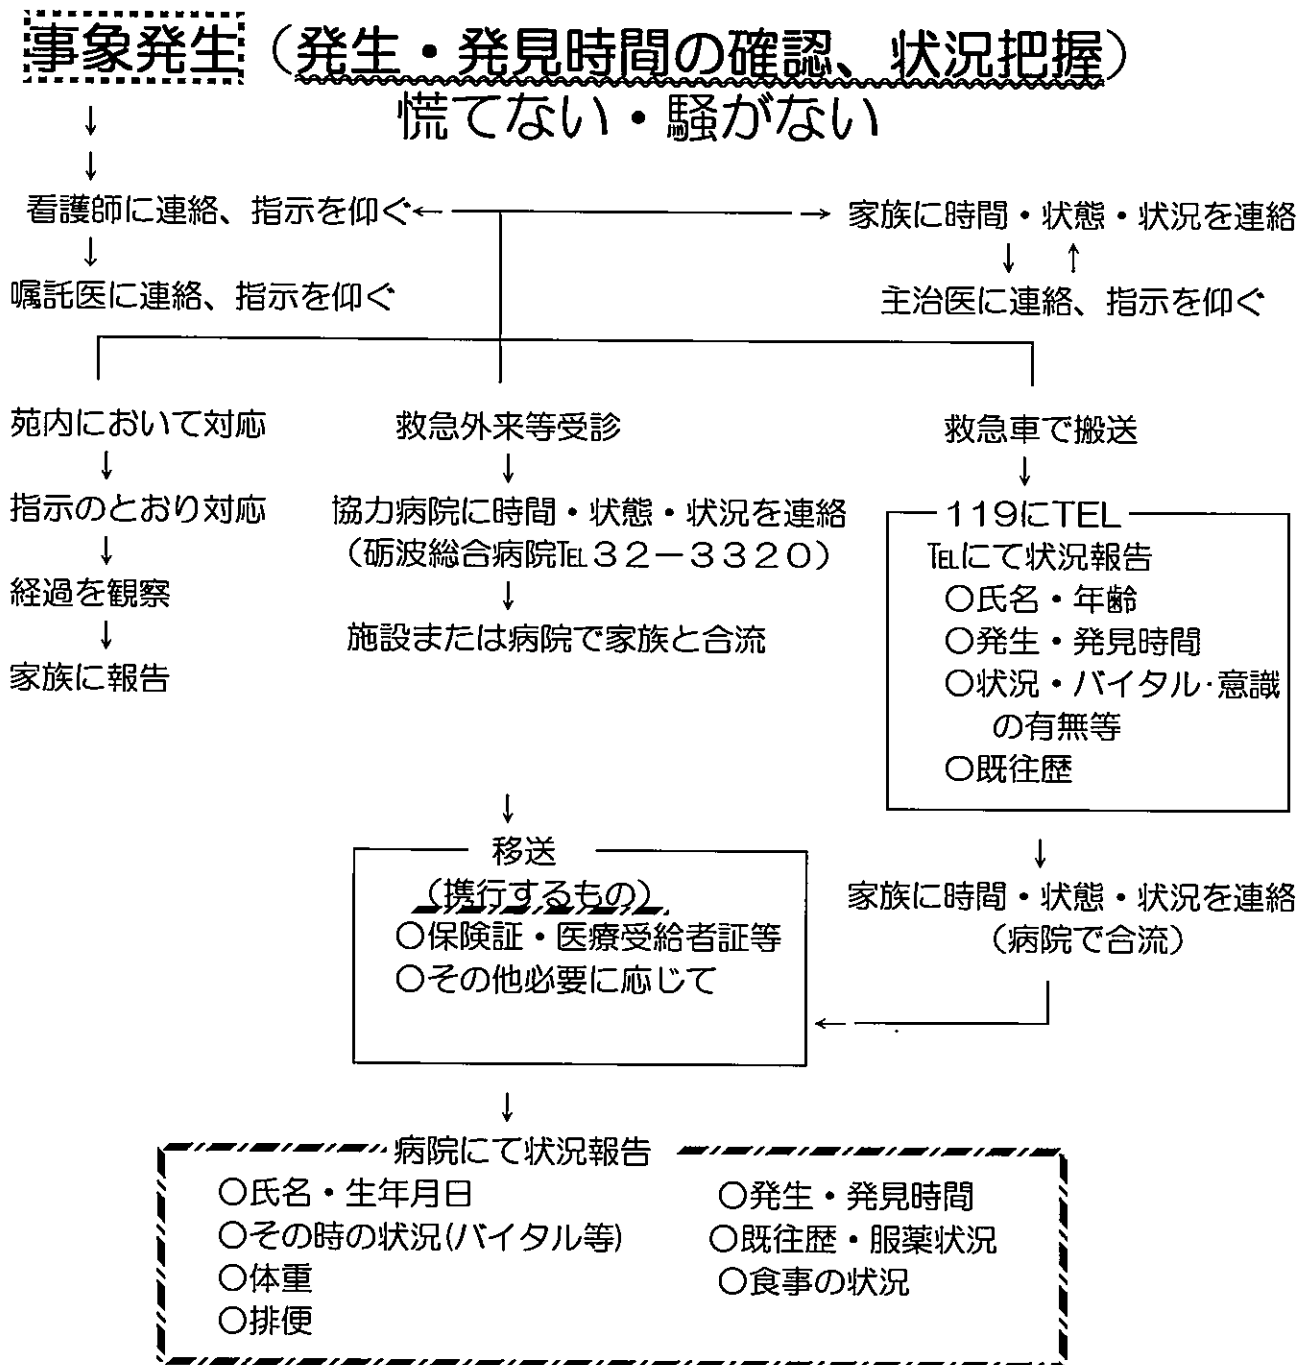 事象発生（発生・発見時間の確認、状況把握）
慌てない・騒がない
↓
↓
看護師に連絡、指示を仰ぐ← → 家族に時間・状態・状況を連絡
↓ ↓ ↑
嘱託医に連絡、指示を仰ぐ 主治医に連絡、指示を仰ぐ
苑内において対応
↓
指示のとおり対応
↓
経過を観察
↓
家族に報告
救急外来等受診
↓
協力病院に時間・状態・状況を連絡
（砺波総合病院℡３２－３３２０）
↓
施設または病院で家族と合流
↓
救急車で搬送
↓
１１９にTEL
℡にて状況報告
○氏名・年齢
○発生・発見時間
○状況・バイタル･意識
の有無等
○既往歴
↓
家族に時間・状態・状況を連絡
（病院で合流）
←
移送
（携行するもの）
○保険証・医療受給者証等
○その他必要に応じて
↓
病院にて状況報告
○氏名・生年月日 ○発生・発見時間
○その時の状況(バイタル等) ○既往歴・服薬状況
○体重 ○食事の状況
○排便